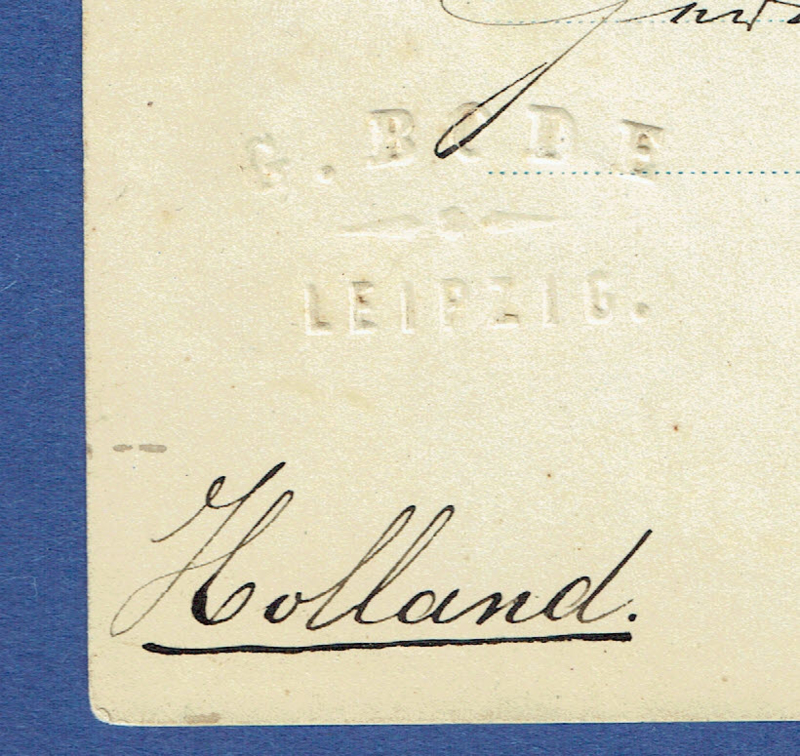 G. BODE
LEIPZIG.
Holland.